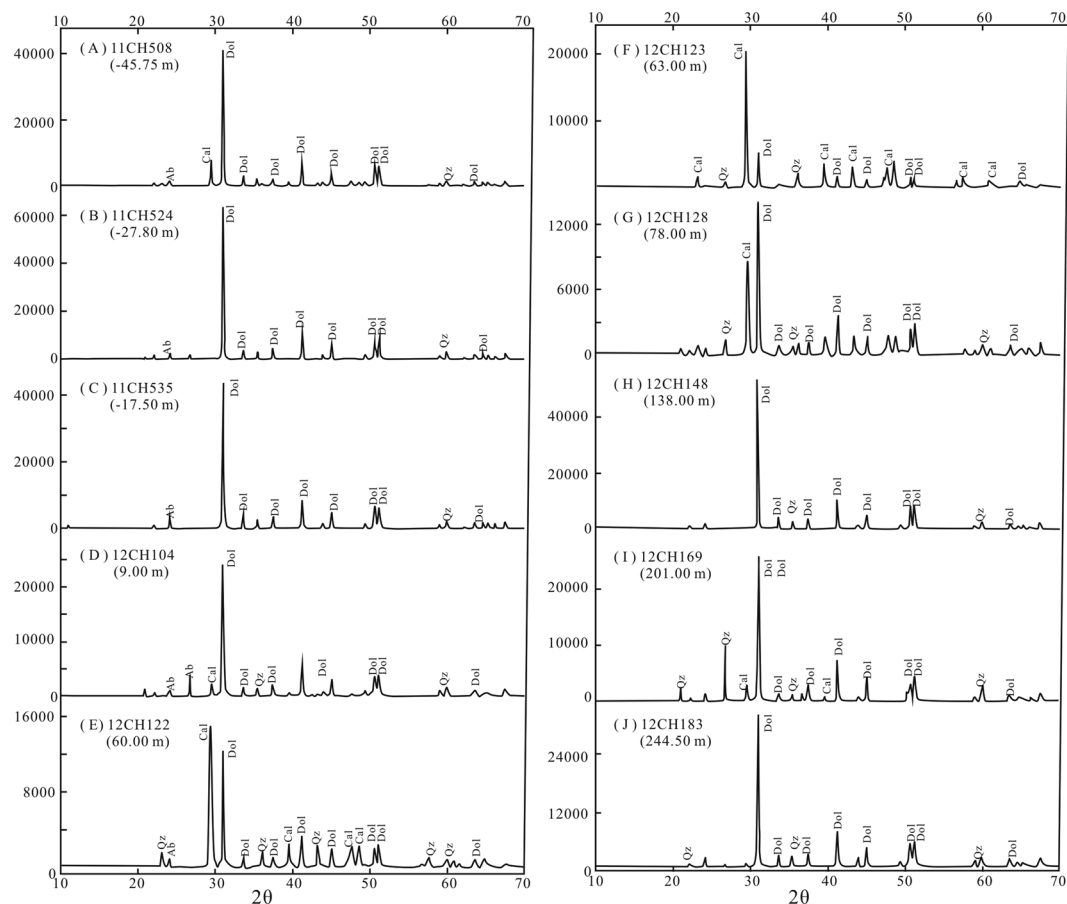 10 20 30 40 50 60 70
(A) 11CH508
(-45.75 m)
40000
20000
0
Ab Cal Dol Dol Dol Dol Dol Dol Dol Qz Dol
(B) 11CH524
(-27.80 m)
60000
40000
20000
0
Ab Dol Dol Dol Dol Dol Dol Dol Qz Dol
(C) 11CH535
(-17.50 m)
40000
20000
0
Ab Dol Dol Dol Dol Dol Dol Dol Qz Dol
(D) 12CH104
(9.00 m)
20000
10000
0
Ab Ab Cal Dol Dol Qz Dol Dol Dol Dol Qz Dol
(E) 12CH122
(60.00 m)
16000
8000
0
Qz Ab Cal Dol Dol Qz Dol Cal Dol Qz Dol Cal Cal Dol Dol Qz Qz Dol
10 20 30 40 50 60 70
2θ
10 20 30 40 50 60 70
(F) 12CH123
(63.00 m)
20000
10000
0
Cal Qz Cal Dol Qz Cal Dol Cal Dol Cal Dol Dol Cal Cal Dol
(G) 12CH128
(78.00 m)
12000
6000
0
Qz Cal Dol Dol Qz Dol Dol Dol Dol Dol Qz Dol
(H) 12CH148
(138.00 m)
40000
20000
0
Dol Dol Qz Dol Dol Dol Dol Dol Qz Dol
(I) 12CH169
(201.00 m)
20000
10000
0
Qz Qz Cal Dol Dol Dol Qz Dol Cal Dol Dol Dol Dol Qz Dol
(J) 12CH183
(244.50 m)
24000
12000
0
Qz Dol Dol Qz Dol Dol Dol Dol Dol Qz Dol
10 20 30 40 50 60 70
2θ